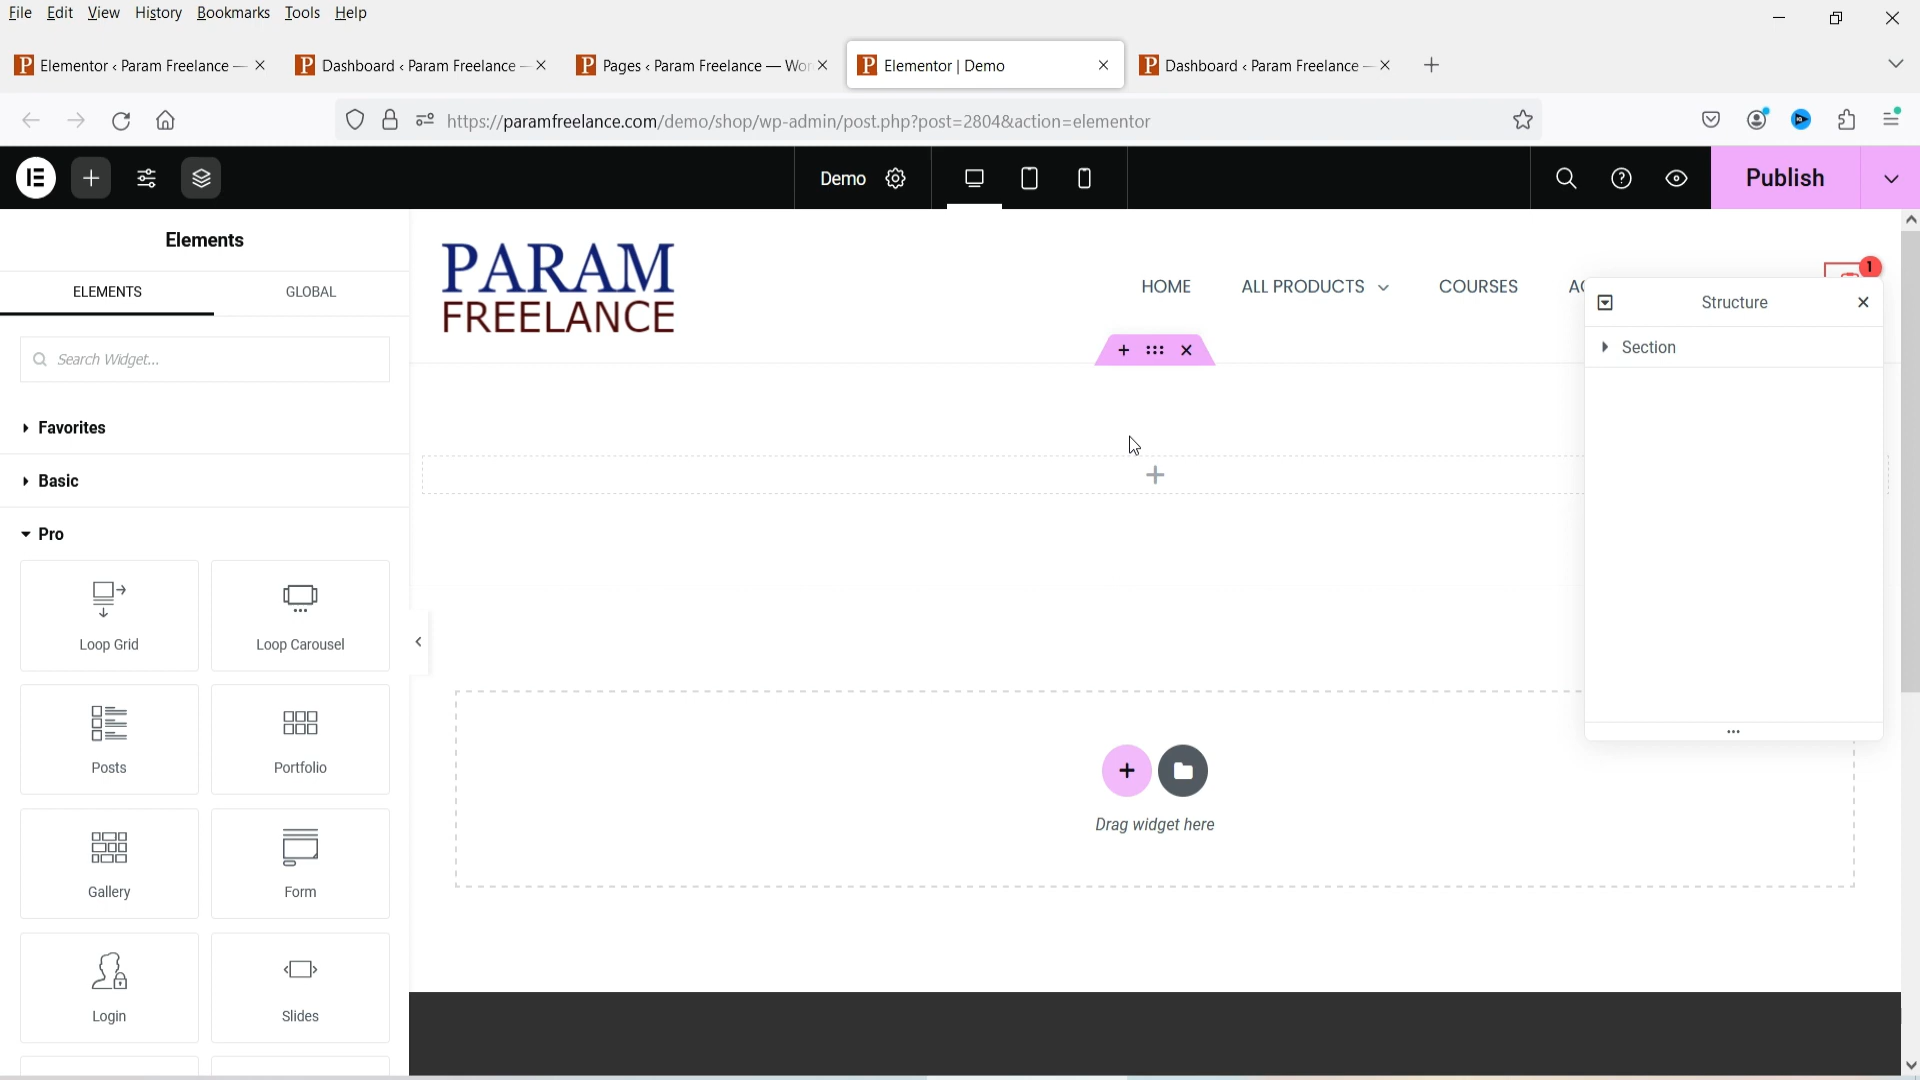 File Edit View History Bookmarks Tools Help
Elementor ‹ Param Freelance —
Dashboard ‹ Param Freelance —
Pages ‹ Param Freelance — Wor
Elementor | Demo
Dashboard ‹ Param Freelance —
https://paramfreelance.com/demo/shop/wp-admin/post.php?post=2804&action=elementor
Demo
Publish
Elements
ELEMENTS
GLOBAL
Search Widget...
Favorites
Basic
Pro
Loop Grid
Loop Carousel
Posts
Portfolio
Gallery
Form
Login
Slides
PARAM
FREELANCE
HOME
ALL PRODUCTS
COURSES
1
Structure
Section
Drag widget here